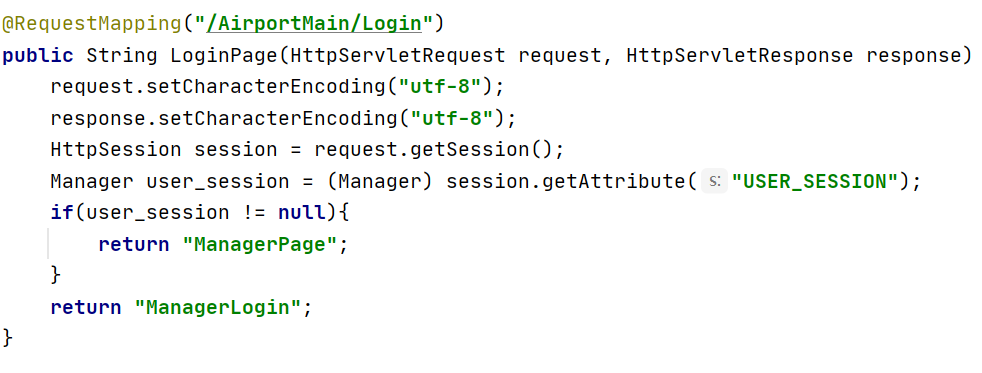 @RequestMapping("/AirportMain/Login")
public String LoginPage(HttpServletRequest request, HttpServletResponse response)
    request.setCharacterEncoding("utf-8");
    response.setCharacterEncoding("utf-8");
    HttpSession session = request.getSession();
    Manager user_session = (Manager) session.getAttribute( s: "USER_SESSION");
    if(user_session != null){
        return "ManagerPage";
    }
    return "ManagerLogin";
}